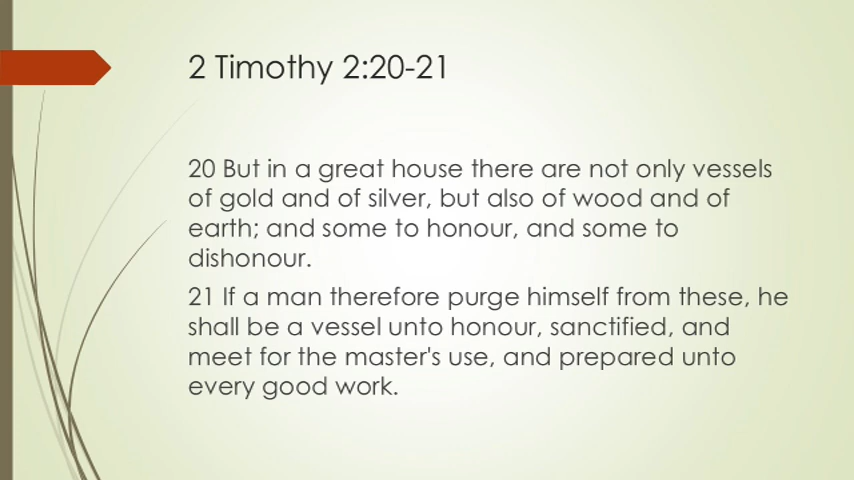 2 Timothy 2:20-21
20 But in a great house there are not only vessels
of gold and of silver, but also of wood and of
earth; and some to honour, and some to
dishonour.
21 If a man therefore purge himself from these, he
shall be a vessel unto honour, sanctified, and
meet for the master's use, and prepared unto
every good work.